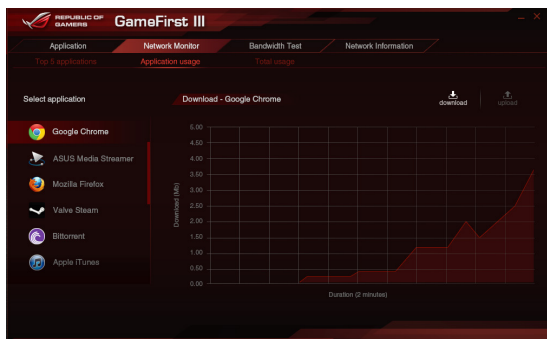 REPUBLIC OF
GAMERS
GameFirst III
Application Network Monitor Bandwidth Test Network Information
Top 5 applications Application usage Total usage
Select application
Download - Google Chrome
download upload
Google Chrome
ASUS Media Streamer
Mozilla Firefox
Valve Steam
Bittorrent
Apple iTunes
Download (Mb)
5.00
4.50
4.00
3.50
3.00
2.50
2.00
1.50
1.00
0.50
0.00
Duration (2 minutes)